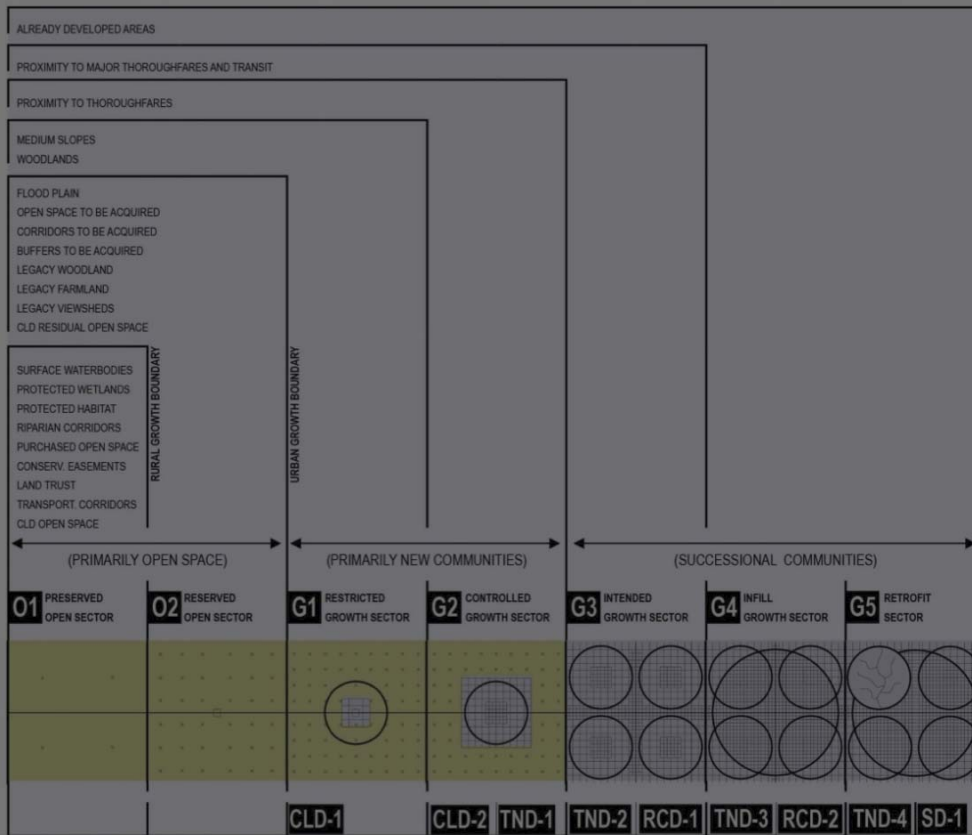 ALREADY DEVELOPED AREAS
PROXIMITY TO MAJOR THOROUGHFARES AND TRANSIT
PROXIMITY TO THOROUGHFARES
MEDIUM SLOPES
WOODLANDS
FLOOD PLAIN
OPEN SPACE TO BE ACQUIRED
CORRIDORS TO BE ACQUIRED
BUFFERS TO BE ACQUIRED
LEGACY WOODLAND
LEGACY FARMLAND
LEGACY VIEWSHEDS
CLD RESIDUAL OPEN SPACE
SURFACE WATERBODIES
PROTECTED WETLANDS
PROTECTED HABITAT
RIPARIAN CORRIDORS
PURCHASED OPEN SPACE
CONSERV. EASEMENTS
LAND TRUST
TRANSPORT. CORRIDORS
CLD OPEN SPACE
RURAL GROWTH BOUNDARY
URBAN GROWTH BOUNDARY
(PRIMARILY OPEN SPACE)
(PRIMARILY NEW COMMUNITIES)
(SUCCESSIONAL COMMUNITIES)
O1 PRESERVED
OPEN SECTOR
O2 RESERVED
OPEN SECTOR
G1 RESTRICTED
GROWTH SECTOR
G2 CONTROLLED
GROWTH SECTOR
G3 INTENDED
GROWTH SECTOR
G4 INFILL
GROWTH SECTOR
G5 RETROFIT
SECTOR
CLD-1
CLD-2 TND-1
TND-2 RCD-1
TND-3 RCD-2
TND-4 SD-1